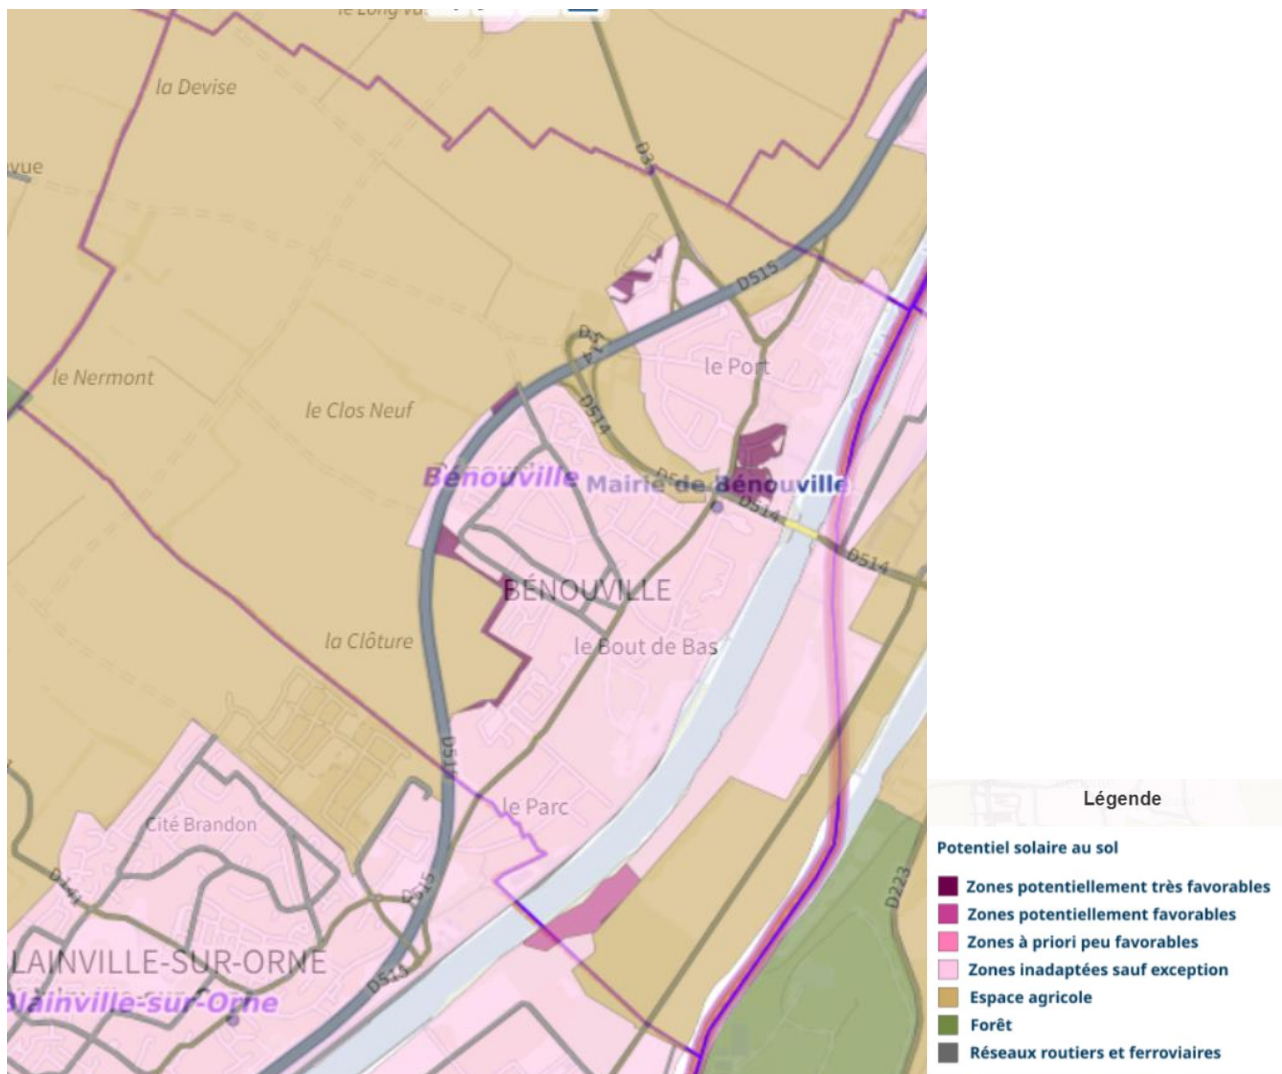 la Devise
D3
D515
le Port
le Nermont
le Clos Neuf
D514
D514
Bénouville
Mairie de Bénouville
D514
D514
BÉNOUVILLE
la Clôture
le Bout de Bas
le Parc
Cité Brandon
D141
D515
D223
D515
LAINVILLE-SUR-ORNE
Blainville-sur-Orne
Légende
Potentiel solaire au sol
Zones potentiellement très favorables
Zones potentiellement favorables
Zones à priori peu favorables
Zones inadaptées sauf exception
Espace agricole
Forêt
Réseaux routiers et ferroviaires